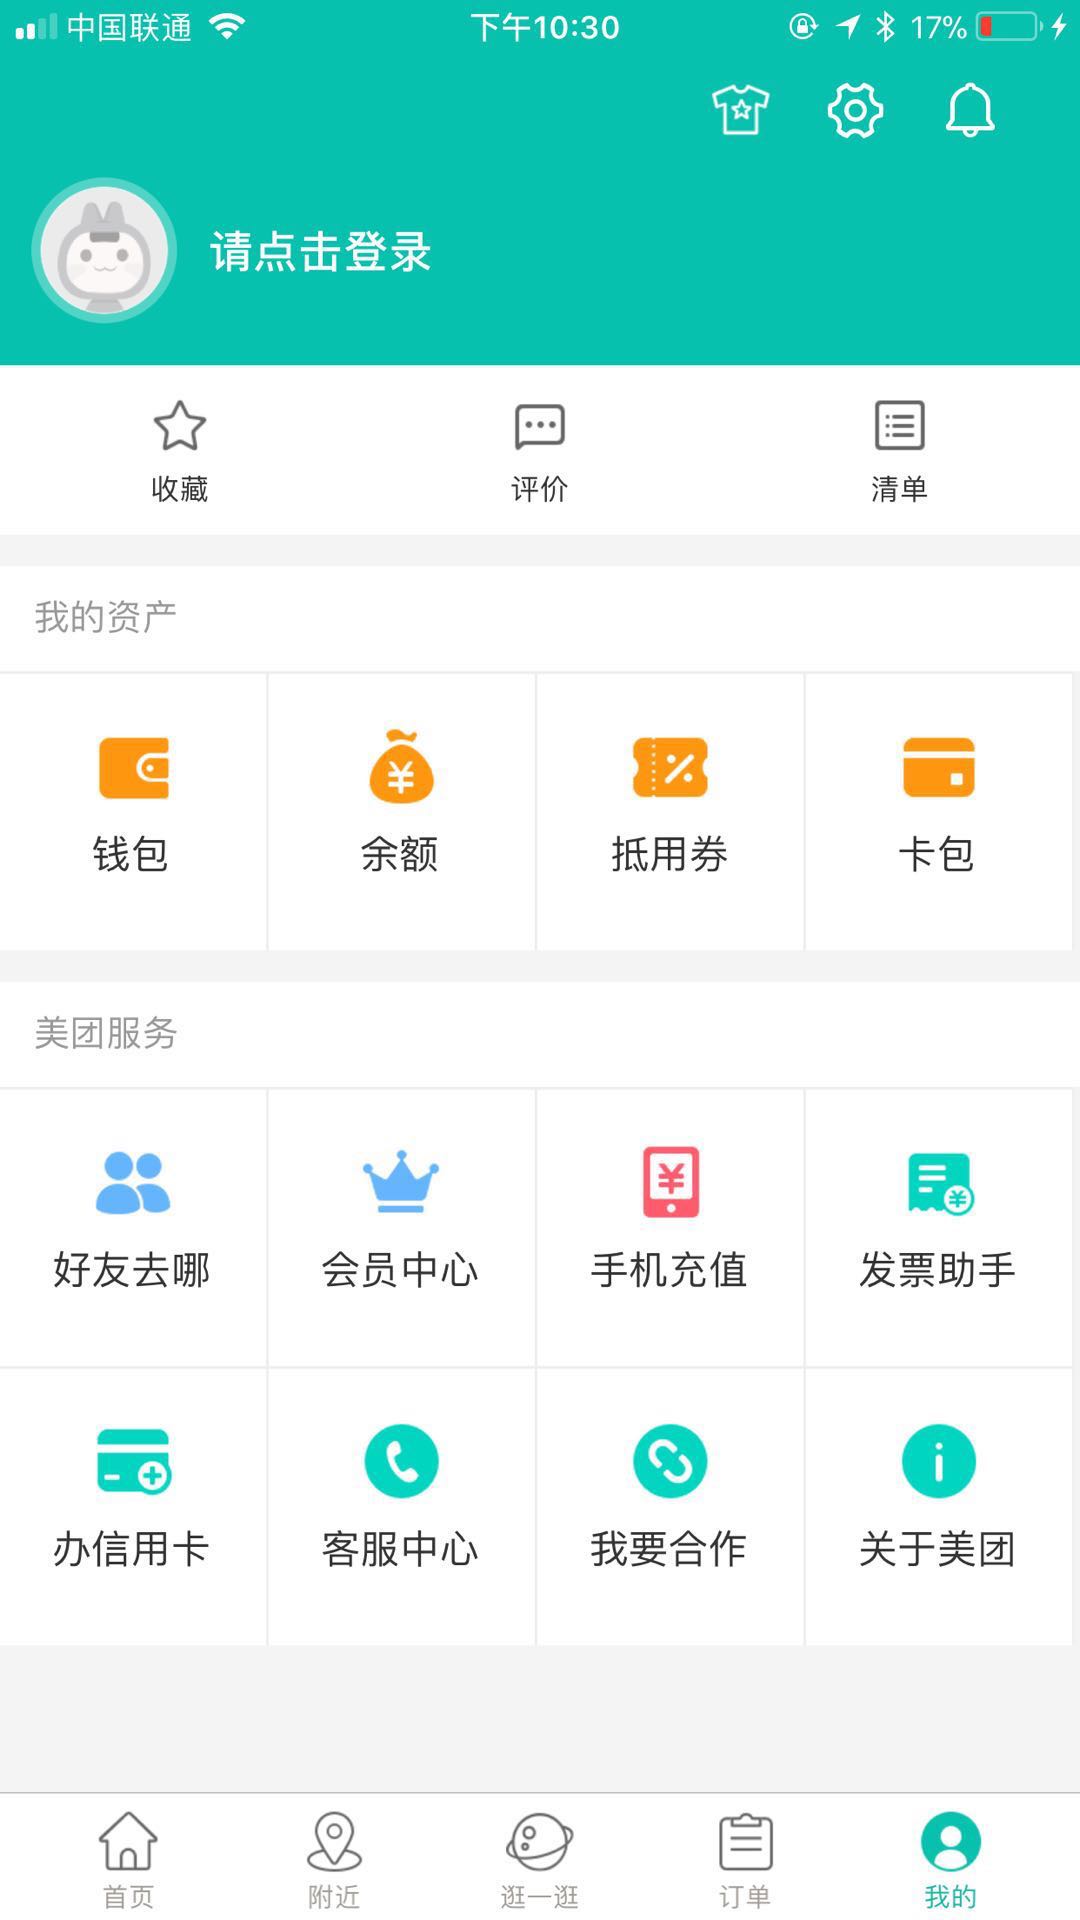 中国联通 下午10:30 17%
请点击登录
收藏 评价 清单
我的资产
钱包 余额 抵用券 卡包
美团服务
好友去哪 会员中心 手机充值 发票助手
办信用卡 客服中心 我要合作 关于美团
首页 附近 逛一逛 订单 我的